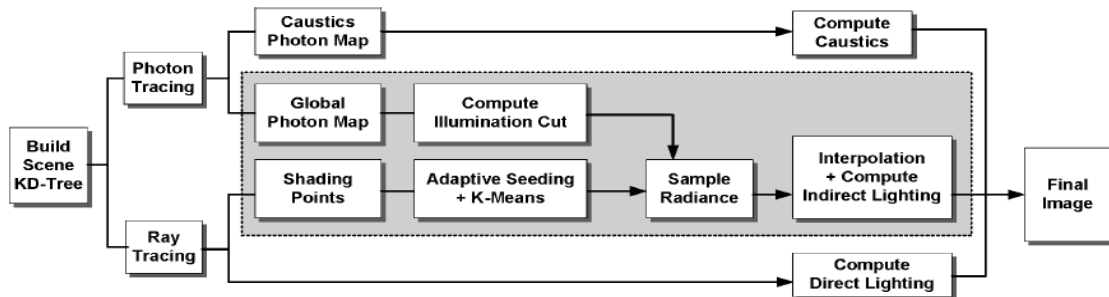 Build
Scene
KD-Tree
Photon
Tracing
Ray
Tracing
Caustics
Photon Map
Global
Photon Map
Shading
Points
Compute
Illumination Cut
Adaptive Seeding
+ K-Means
Sample
Radiance
Compute
Caustics
Interpolation
+ Compute
Indirect Lighting
Compute
Direct Lighting
Final
Image